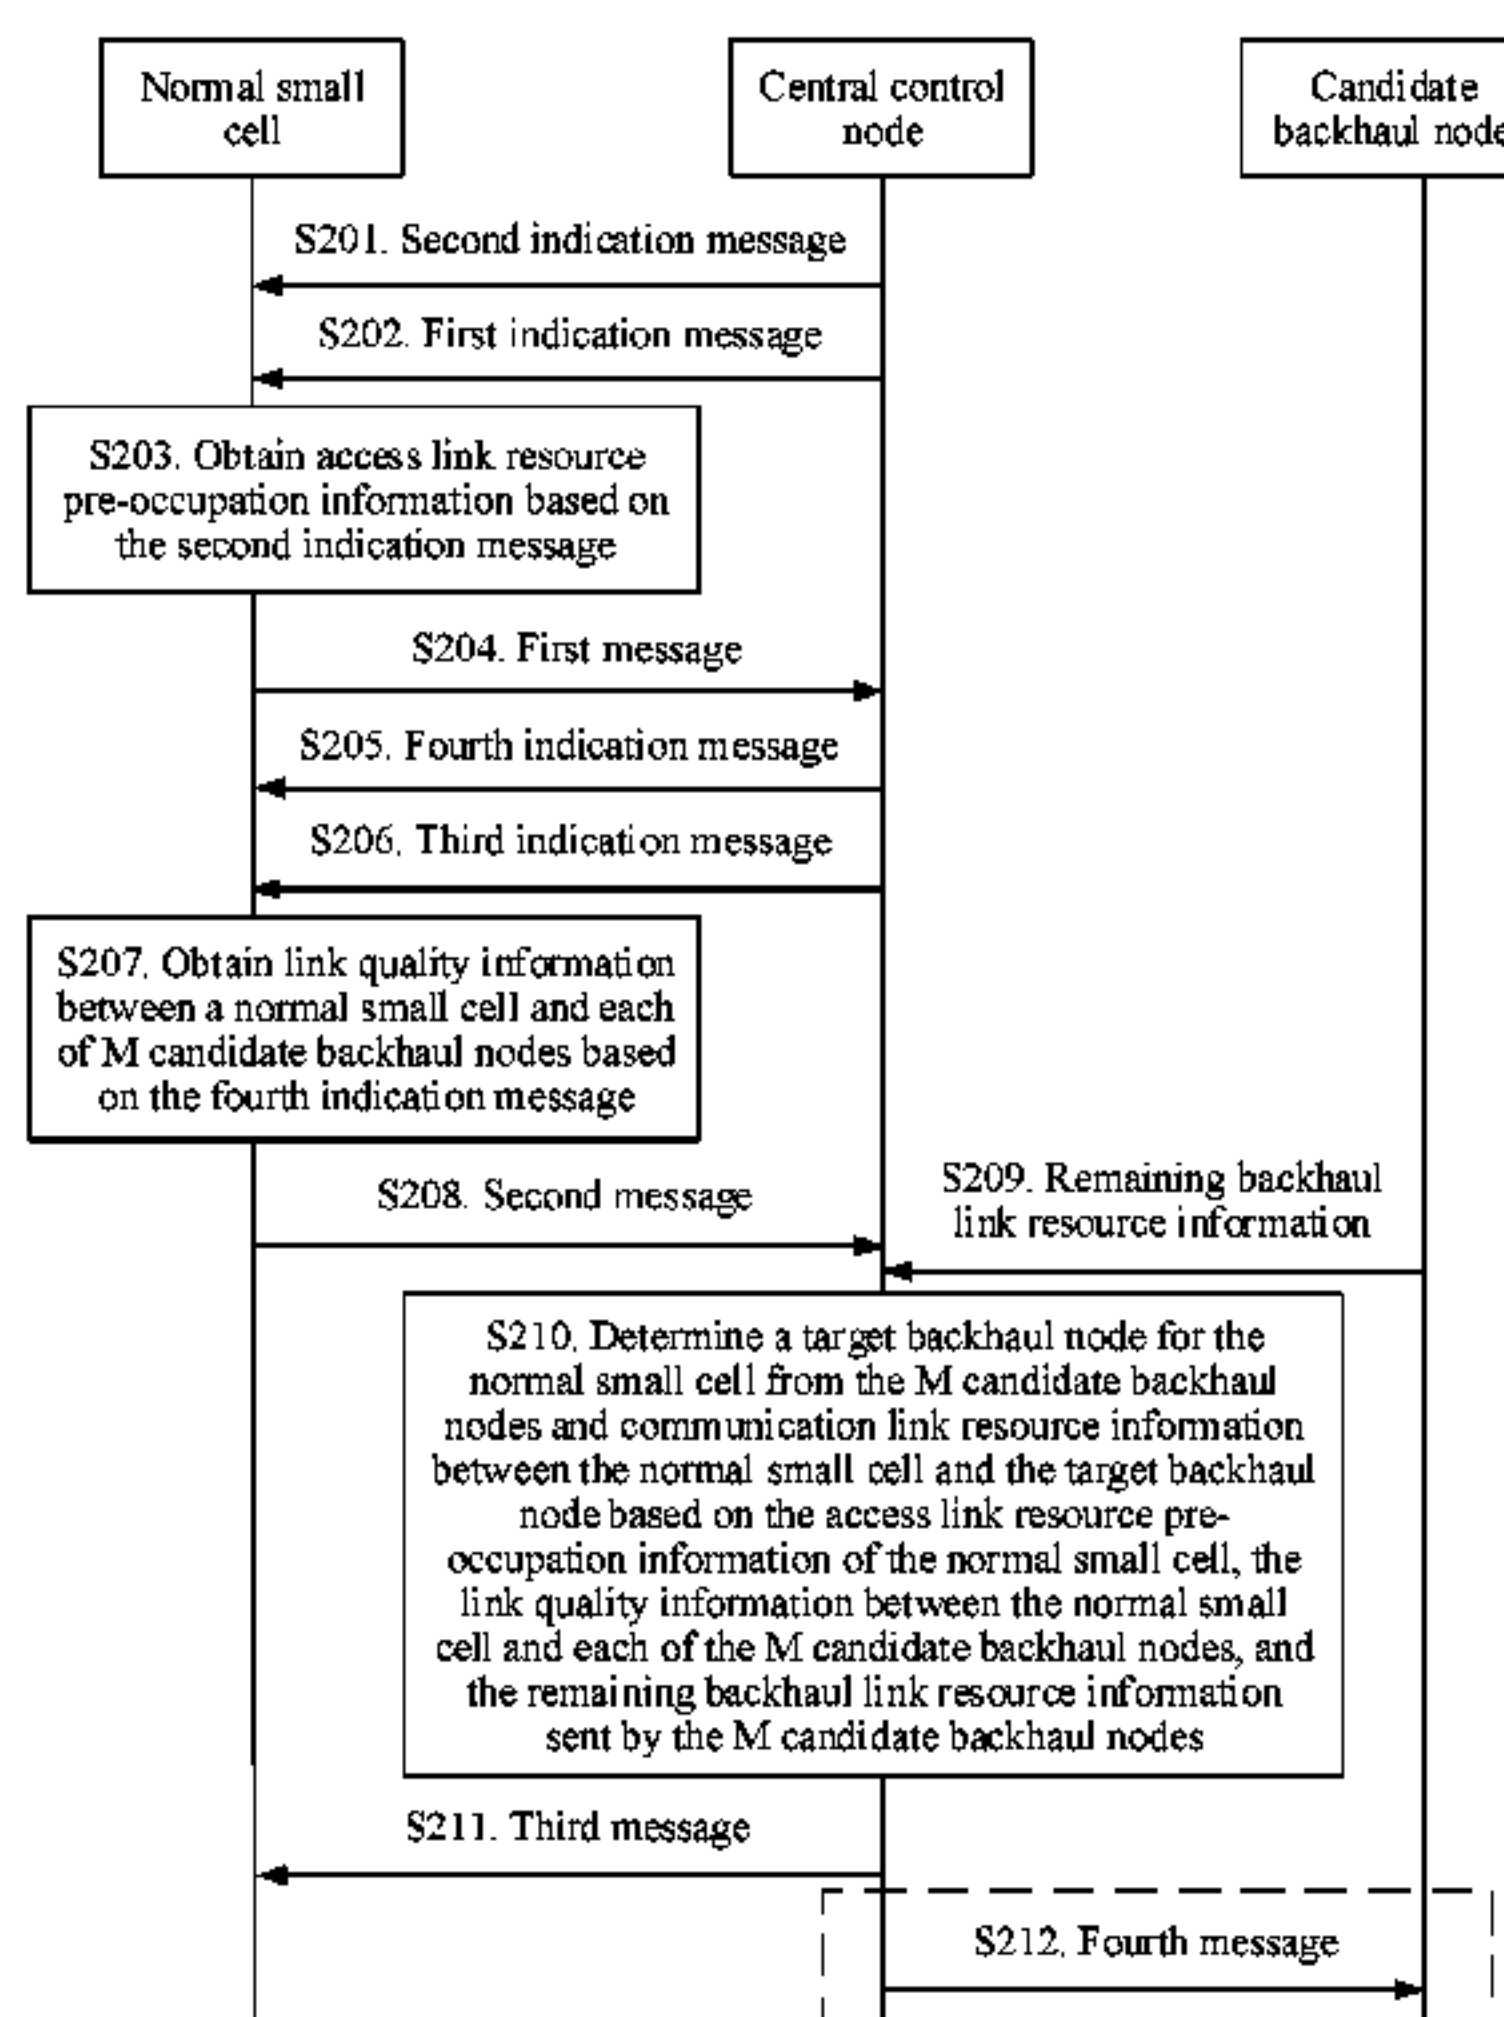 Normal small
cell
Central control
node
Candidate
backhaul node
S201. Second indication message
S202. First indication message
S203. Obtain access link resource
pre-occupation information based on
the second indication message
S204. First message
S205. Fourth indication message
S206. Third indication message
S207. Obtain link quality information
between a normal small cell and each
of M candidate backhaul nodes based
on the fourth indication message
S208. Second message
S209. Remaining backhaul
link resource information
S210. Determine a target backhaul node for the
normal small cell from the M candidate backhaul
nodes and communication link resource information
between the normal small cell and the target backhaul
node based on the access link resource pre-
occupation information of the normal small cell, the
link quality information between the normal small
cell and each of the M candidate backhaul nodes, and
the remaining backhaul link resource information
sent by the M candidate backhaul nodes
S211. Third message
S212. Fourth message